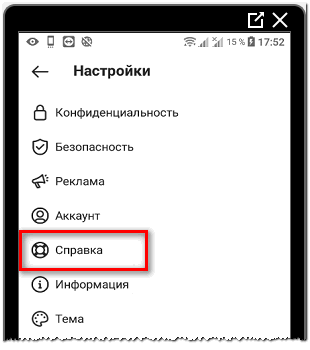 15 % 17:52
Настройки
Конфиденциальность
Безопасность
Реклама
Аккаунт
Справка
Информация
Тема